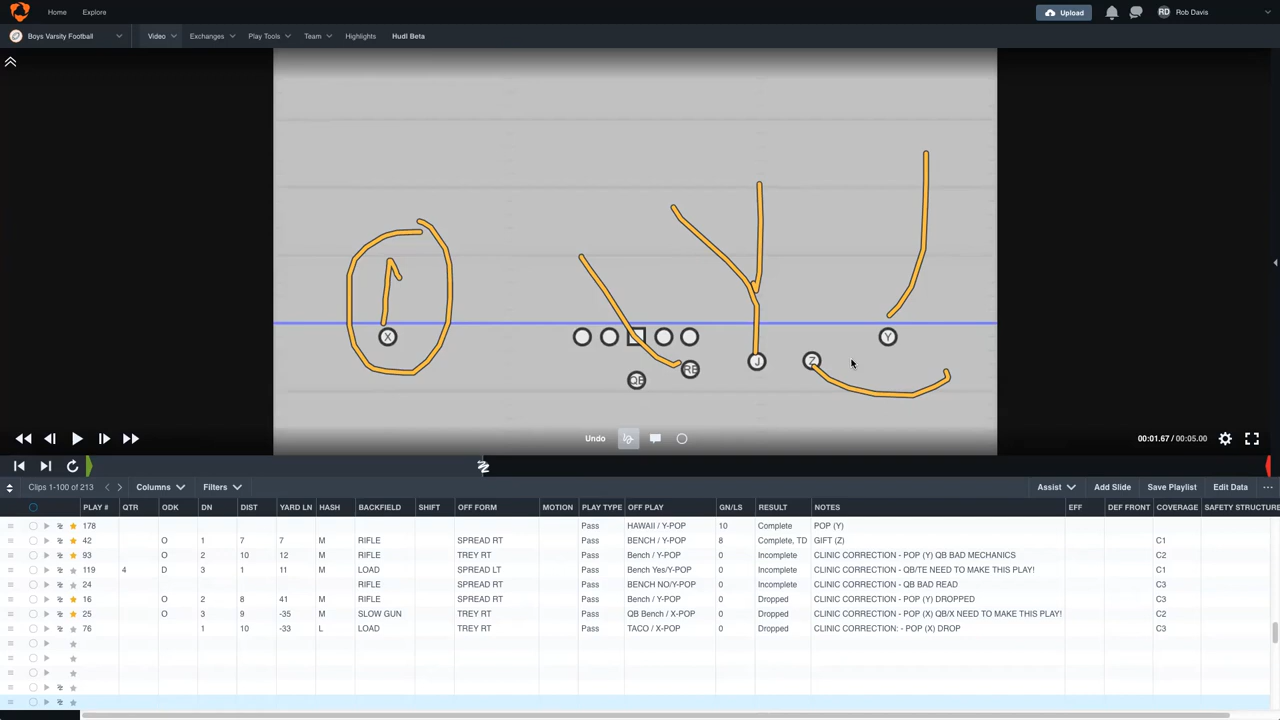 Home Explore Upload RD Rob Davis
Boys Varsity Football Video Exchanges Play Tools Team Highlights Hudl Beta
X QB RB J Z Y
Undo 00:01.67 / 00:05.00
Clips 1-100 of 213 Columns Filters Assist Add Slide Save Playlist Edit Data
PLAY # QTR ODK DN DIST YARD LN HASH BACKFIELD SHIFT OFF FORM MOTION PLAY TYPE OFF PLAY GN/LS RESULT NOTES EFF DEF FRONT COVERAGE SAFETY STRUCTURE
178 Pass HAWAII / Y-POP 10 Complete POP (Y)
42 O 1 7 7 M RIFLE SPREAD RT Pass BENCH / Y-POP 8 Complete, TD GIFT (Z) C1
93 O 2 10 12 M RIFLE TREY RT Pass Bench / Y-POP 0 Incomplete CLINIC CORRECTION - POP (Y) QB BAD MECHANICS C2
119 4 D 3 1 11 M LOAD SPREAD LT Pass Bench Yes/Y-POP 0 Incomplete CLINIC CORRECTION - QB/TE NEED TO MAKE THIS PLAY! C1
24 RIFLE SPREAD RT Pass BENCH NO/Y-POP 0 Incomplete CLINIC CORRECTION - QB BAD READ C3
16 O 2 8 41 M RIFLE SPREAD RT Pass Bench / Y-POP 0 Dropped CLINIC CORRECTION - POP (Y) DROPPED C3
25 O 3 9 -35 M SLOW GUN TREY RT Pass QB Bench / X-POP 0 Dropped CLINIC CORRECTION - POP (X) QB/X NEED TO MAKE THIS PLAY! C2
76 1 10 -33 L LOAD TREY RT Pass TACO / X-POP 0 Dropped CLINIC CORRECTION: - POP (X) DROP C3